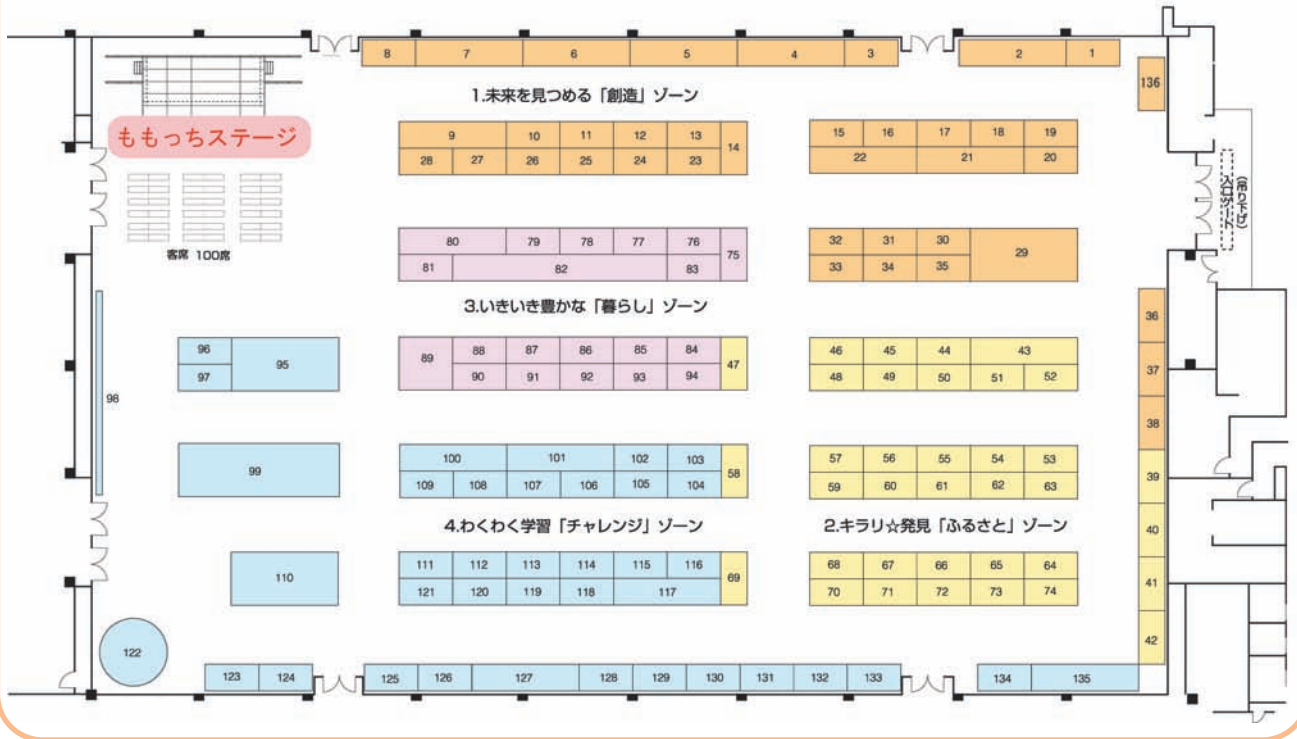 8 7 6 5 4 3 2 1
136
1.未来を見つめる「創造」ゾーン
ももっちステージ
9 10 11 12 13 14
28 27 26 25 24 23
15 16 17 18 19
22 21 20
入口ゲート
(吊り下げ)
客席 100席
80 79 78 77 76 75
81 82 83
32 31 30 29
33 34 35
3.いきいき豊かな「暮らし」ゾーン
36
37
38
39
40
41
42
96 95
97
98
89 88 87 86 85 84 47
90 91 92 93 94
46 45 44 43
48 49 50 51 52
99
100 101 102 103 58
109 108 107 106 105 104
57 56 55 54 53
59 60 61 62 63
4.わくわく学習「チャレンジ」ゾーン
2.キラリ☆発見「ふるさと」ゾーン
110
111 112 113 114 115 116 69
121 120 119 118 117
68 67 66 65 64
70 71 72 73 74
122
123 124 125 126 127 128 129 130 131 132 133 134 135